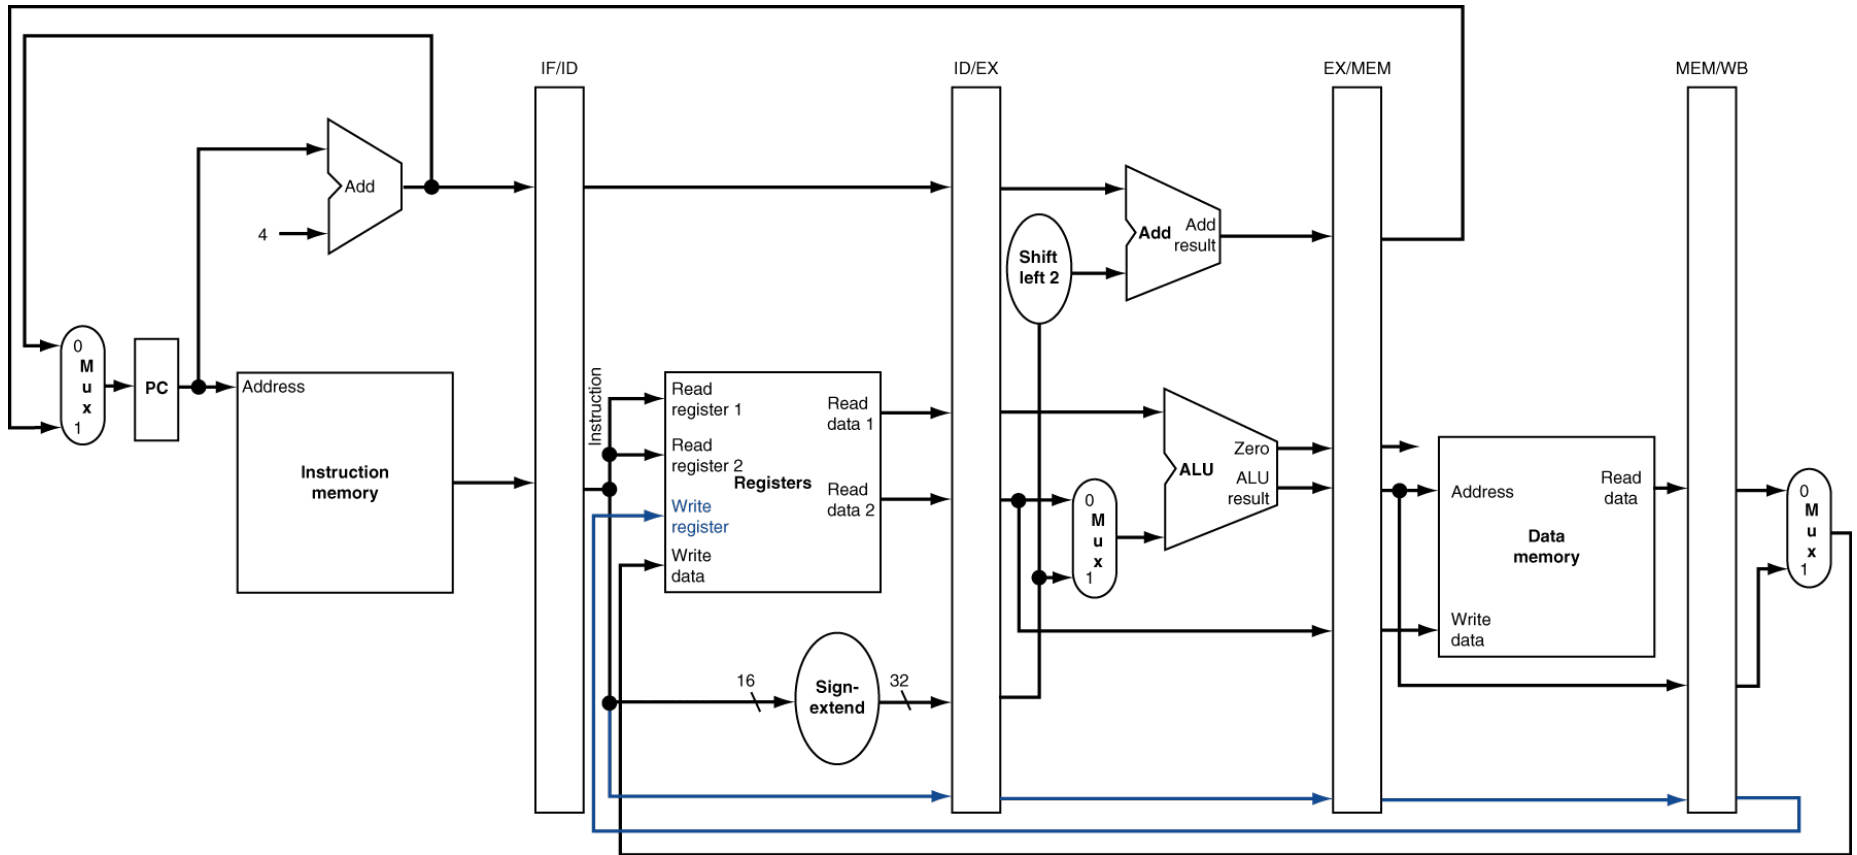 IF/ID
ID/EX
EX/MEM
MEM/WB
Add
4
Add
Add
result
Shift
left 2
0
M
u
x
1
PC
Address
Instruction
memory
Instruction
Read
register 1
Read
register 2
Write
register
Write
data
Registers
Read
data 1
Read
data 2
16
Sign-
extend
32
0
M
u
x
1
ALU
Zero
ALU
result
Address
Read
data
Data
memory
Write
data
0
M
u
x
1